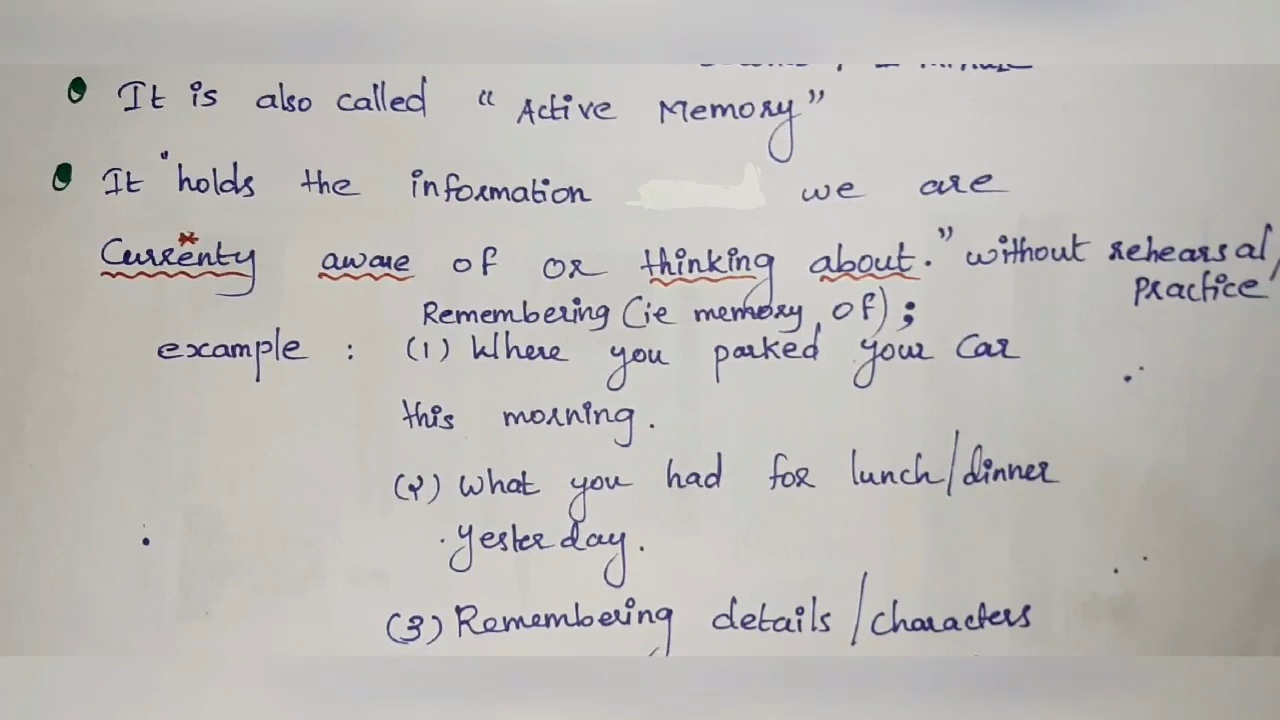 It is also called "Active Memory"
It "holds the information we are
Currenty aware of or thinking about." without rehearsal,
practice
Remembering (ie memory of);
example : (1) Where you parked your Car
this morning.
(2) What you had for lunch/dinner
yesterday.
(3) Remembering details/characters